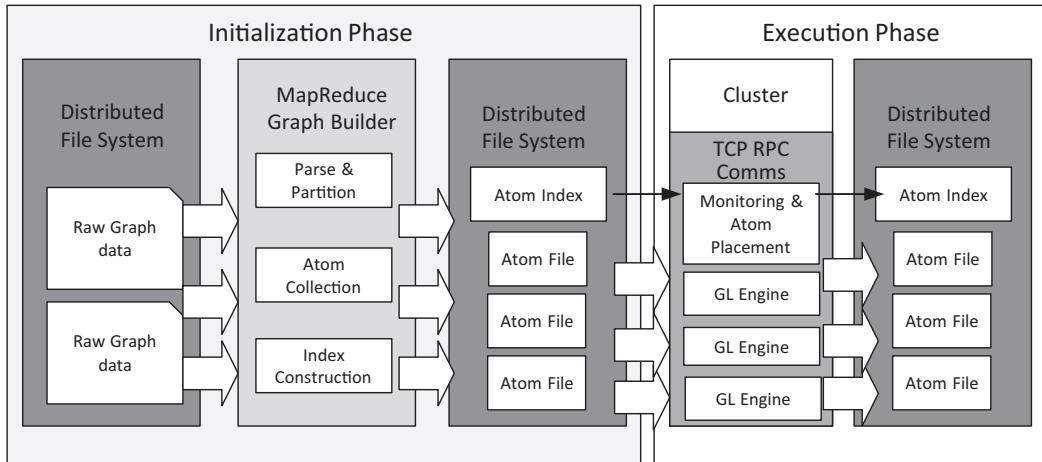 Initialization Phase
Distributed
File System
Raw Graph
data
Raw Graph
data
MapReduce
Graph Builder
Parse &
Partition
Atom
Collection
Index
Construction
Distributed
File System
Atom Index
Atom File
Atom File
Atom File
Execution Phase
Cluster
TCP RPC
Comms
Monitoring &
Atom
Placement
GL Engine
GL Engine
GL Engine
Distributed
File System
Atom Index
Atom File
Atom File
Atom File